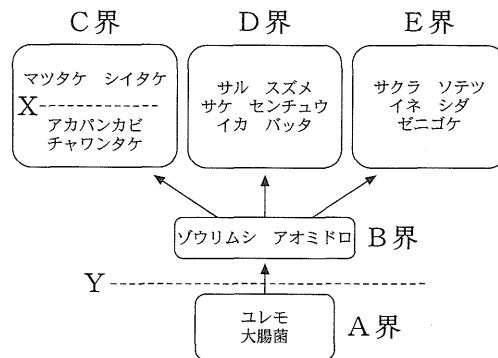 C界 D界 E界
マツタケ シイタケ
X
アカパンカビ
チャワンタケ
サル スズメ
サケ センチュウ
イカ バッタ
サクラ ソテツ
イネ シダ
ゼニゴケ
ゾウリムシ アオミドロ B界
Y
ユレモ
大腸菌
A界